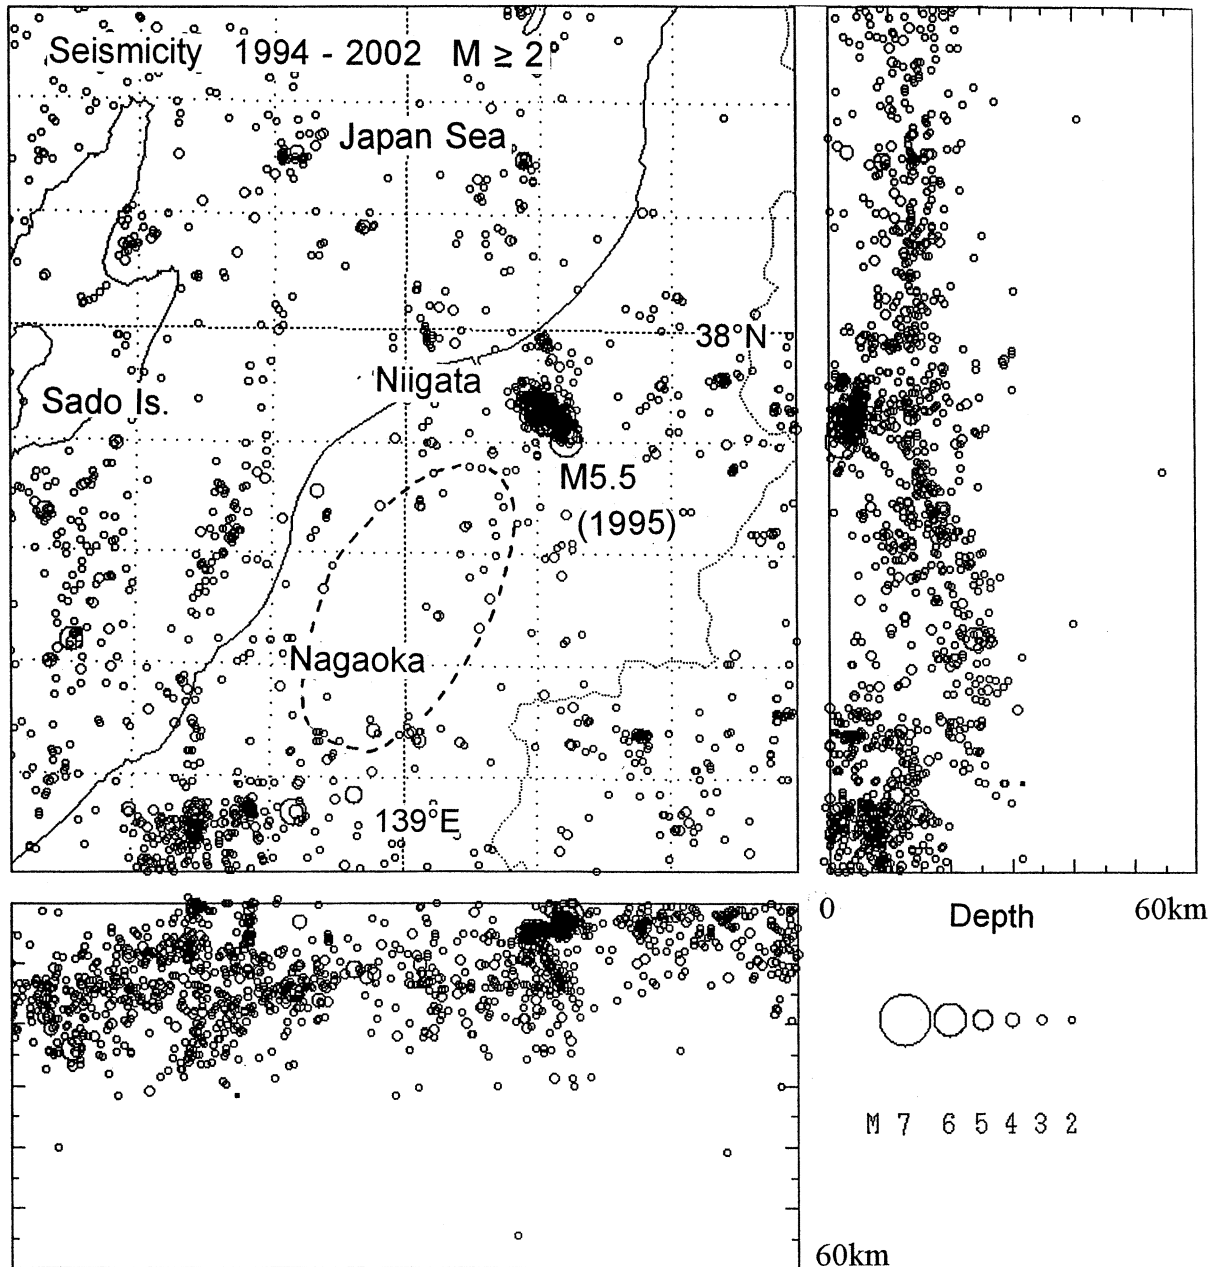 Seismicity 1994 - 2002 M ≥ 2
Japan Sea
38°N
Niigata
Sado Is.
M5.5
(1995)
Nagaoka
139°E
0 Depth 60km
M 7 6 5 4 3 2
60km